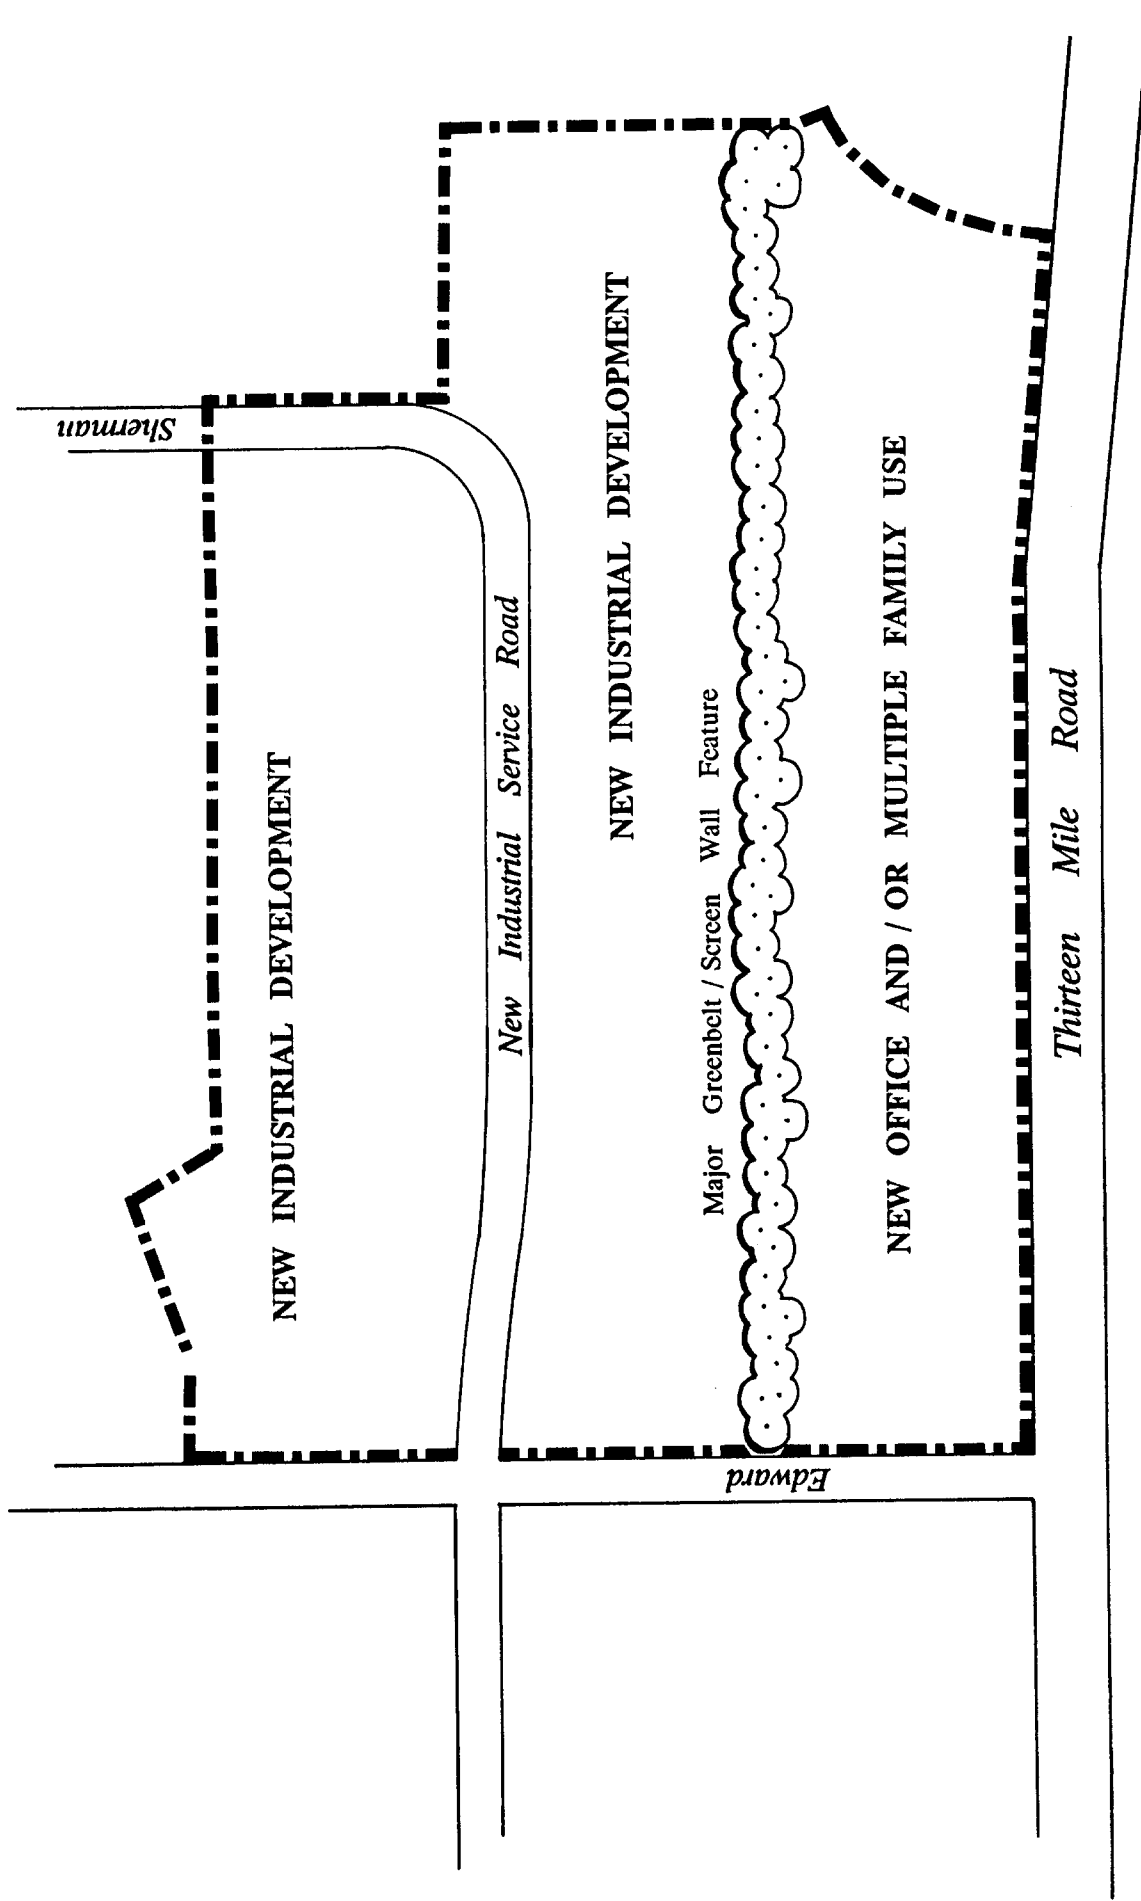 Sherman
NEW INDUSTRIAL DEVELOPMENT
New Industrial Service Road
NEW INDUSTRIAL DEVELOPMENT
Major Greenbelt / Screen Wall Feature
NEW OFFICE AND / OR MULTIPLE FAMILY USE
Edward
Thirteen Mile Road